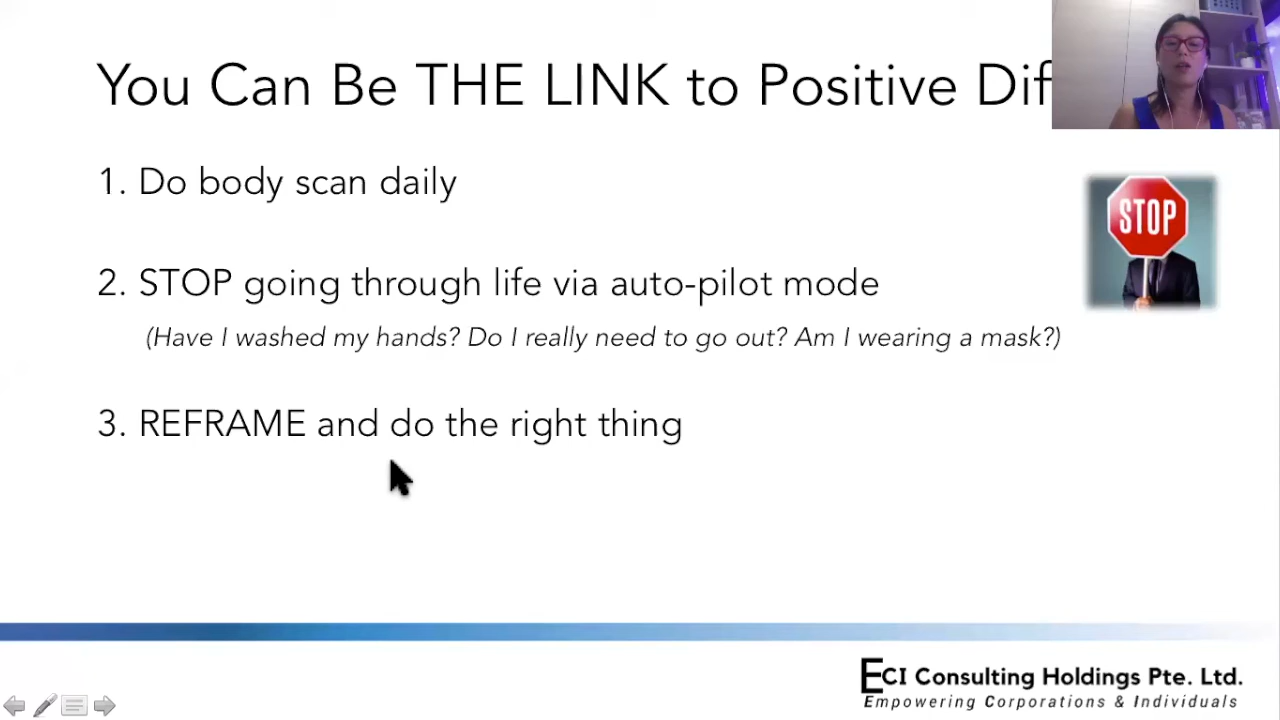 You Can Be THE LINK to Positive Dif
1. Do body scan daily
STOP
2. STOP going through life via auto-pilot mode
(Have I washed my hands? Do I really need to go out? Am I wearing a mask?)
3. REFRAME and do the right thing
ECI Consulting Holdings Pte. Ltd.
Empowering Corporations & Individuals